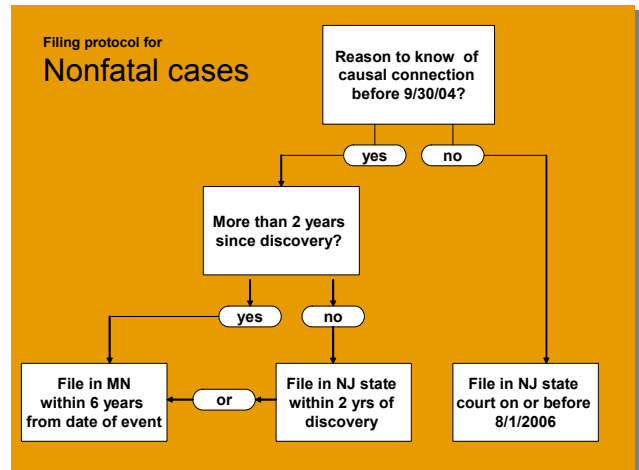 Filing protocol for
Nonfatal cases
Reason to know of
causal connection
before 9/30/04?
yes
no
More than 2 years
since discovery?
yes
no
File in MN
within 6 years
from date of event
or
File in NJ state
within 2 yrs of
discovery
File in NJ state
court on or before
8/1/2006